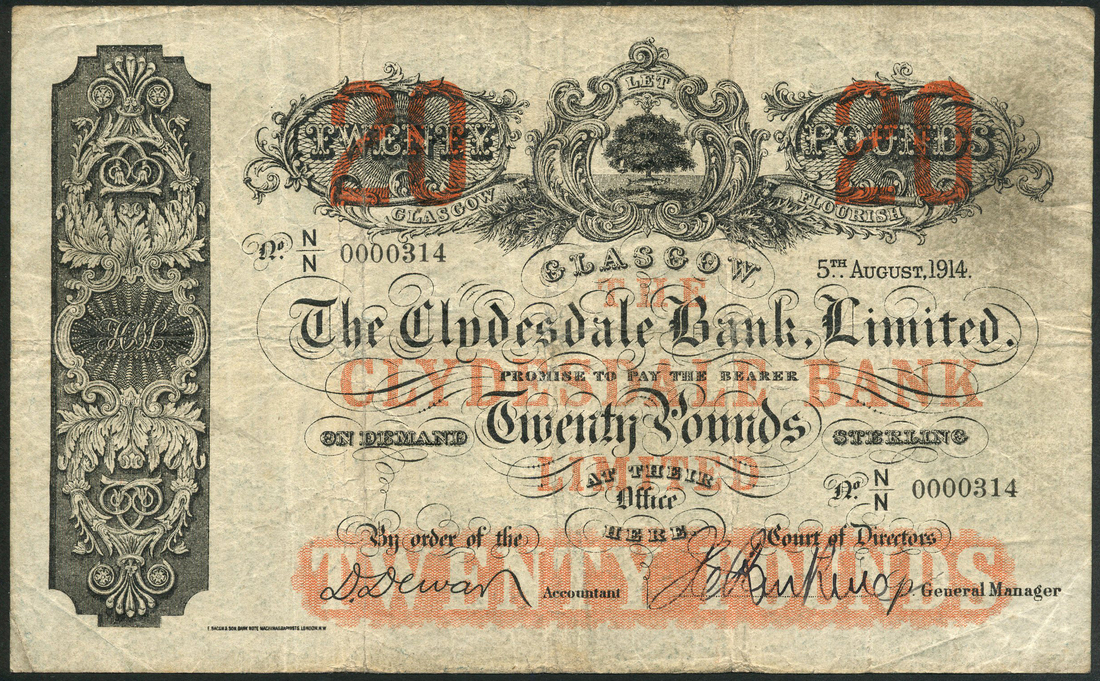 LET
20 20
TWENTY POUNDS
GLASGOW FLOURISH
No. N/N 0000314
GLASGOW
5TH AUGUST, 1914.
THE
The Clydesdale Bank, Limited.
CLYDESDALE BANK
PROMISE TO PAY THE BEARER
ON DEMAND Twenty Pounds STERLING
LIMITED
AT THEIR
Office
No. N/N 0000314
HERE.
By order of the Court of Directors
TWENTY POUNDS
D. Dewar Accountant General Manager